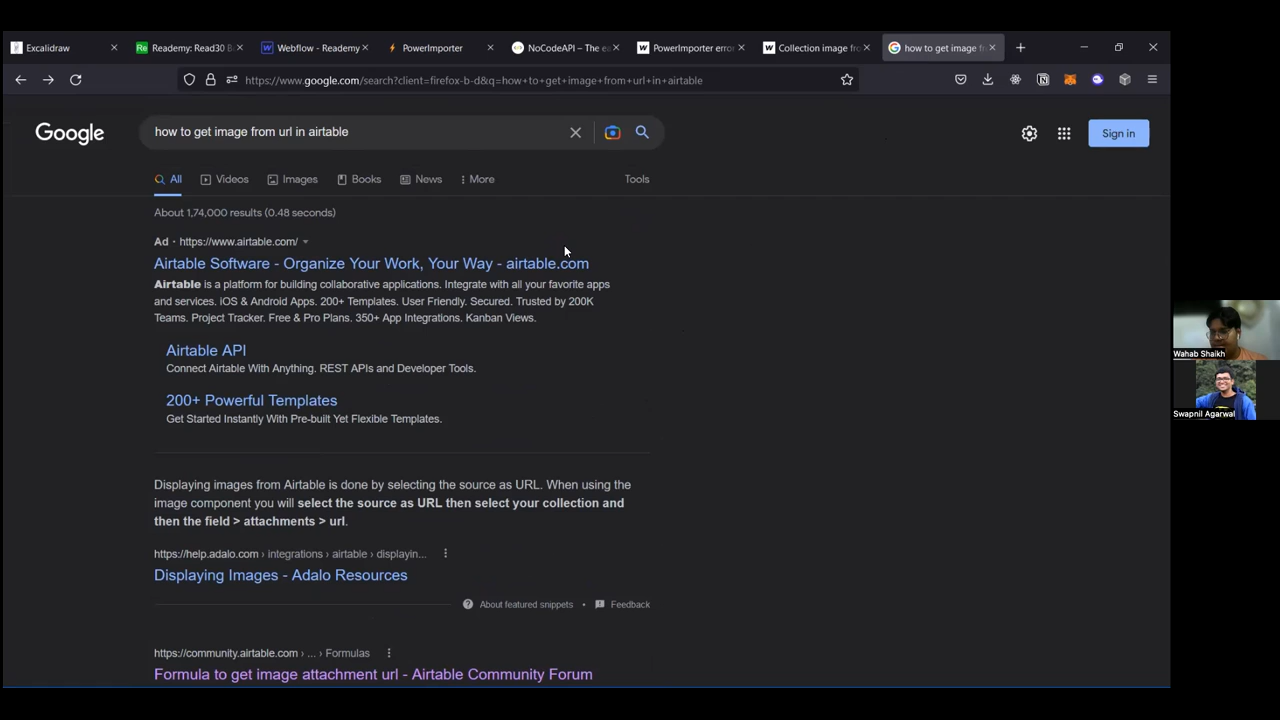 Excalidraw
Reademy: Read30 B
Webflow - Reademy
PowerImporter
NoCodeAPI – The ea
PowerImporter error
Collection image fro
how to get image f
https://www.google.com/search?client=firefox-b-d&q=how+to+get+image+from+url+in+airtable
Google
how to get image from url in airtable
Sign in
All
Videos
Images
Books
News
More
Tools
About 1,74,000 results (0.48 seconds)
Ad · https://www.airtable.com/
Airtable Software - Organize Your Work, Your Way - airtable.com
Airtable is a platform for building collaborative applications. Integrate with all your favorite apps
and services. iOS & Android Apps. 200+ Templates. User Friendly. Secured. Trusted by 200K
Teams. Project Tracker. Free & Pro Plans. 350+ App Integrations. Kanban Views.
Airtable API
Connect Airtable With Anything. REST APIs and Developer Tools.
200+ Powerful Templates
Get Started Instantly With Pre-built Yet Flexible Templates.
Displaying images from Airtable is done by selecting the source as URL. When using the
image component you will select the source as URL then select your collection and
then the field > attachments > url.
https://help.adalo.com › integrations › airtable › displayin...
Displaying Images - Adalo Resources
About featured snippets
•
Feedback
https://community.airtable.com › ... › Formulas
Formula to get image attachment url - Airtable Community Forum
Wahab Shaikh
Swapnil Agarwal